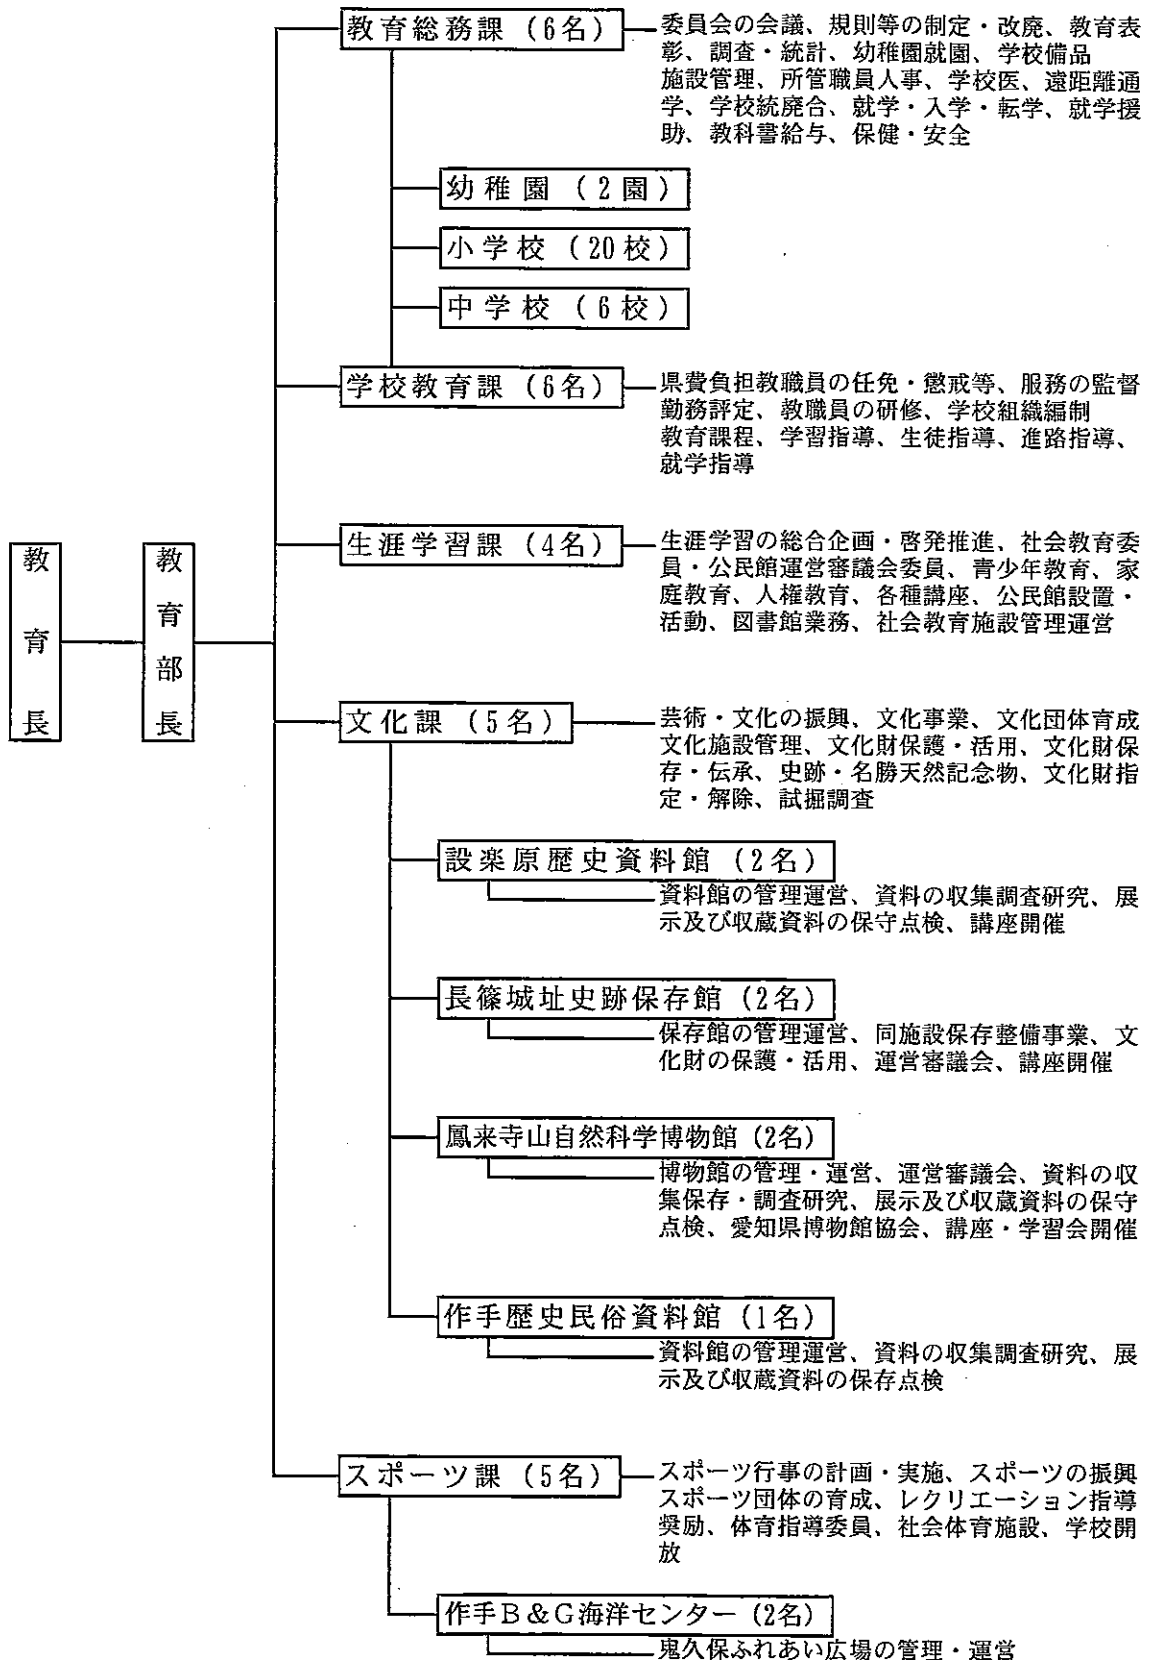 教育総務課（6名）
委員会の会議、規則等の制定・改廃、教育表
彰、調査・統計、幼稚園就園、学校備品
施設管理、所管職員人事、学校医、遠距離通
学、学校統廃合、就学・入学・転学、就学援
助、教科書給与、保健・安全
幼稚園（2園）
小学校（20校）
中学校（6校）
学校教育課（6名）
県費負担教職員の任免・懲戒等、服務の監督
勤務評定、教職員の研修、学校組織編制
教育課程、学習指導、生徒指導、進路指導、
就学指導
教育長
教育部長
生涯学習課（4名）
生涯学習の総合企画・啓発推進、社会教育委
員・公民館運営審議会委員、青少年教育、家
庭教育、人権教育、各種講座、公民館設置・
活動、図書館業務、社会教育施設管理運営
文化課（5名）
芸術・文化の振興、文化事業、文化団体育成
文化施設管理、文化財保護・活用、文化財保
存・伝承、史跡・名勝天然記念物、文化財指
定・解除、試掘調査
設楽原歴史資料館（2名）
資料館の管理運営、資料の収集調査研究、展
示及び収蔵資料の保守点検、講座開催
長篠城址史跡保存館（2名）
保存館の管理運営、同施設保存整備事業、文
化財の保護・活用、運営審議会、講座開催
鳳来寺山自然科学博物館（2名）
博物館の管理・運営、運営審議会、資料の収
集保存・調査研究、展示及び収蔵資料の保守
点検、愛知県博物館協会、講座・学習会開催
作手歴史民俗資料館（1名）
資料館の管理運営、資料の収集調査研究、展
示及び収蔵資料の保存点検
スポーツ課（5名）
スポーツ行事の計画・実施、スポーツの振興
スポーツ団体の育成、レクリエーション指導
奨励、体育指導委員、社会体育施設、学校開
放
作手B＆G海洋センター（2名）
鬼久保ふれあい広場の管理・運営